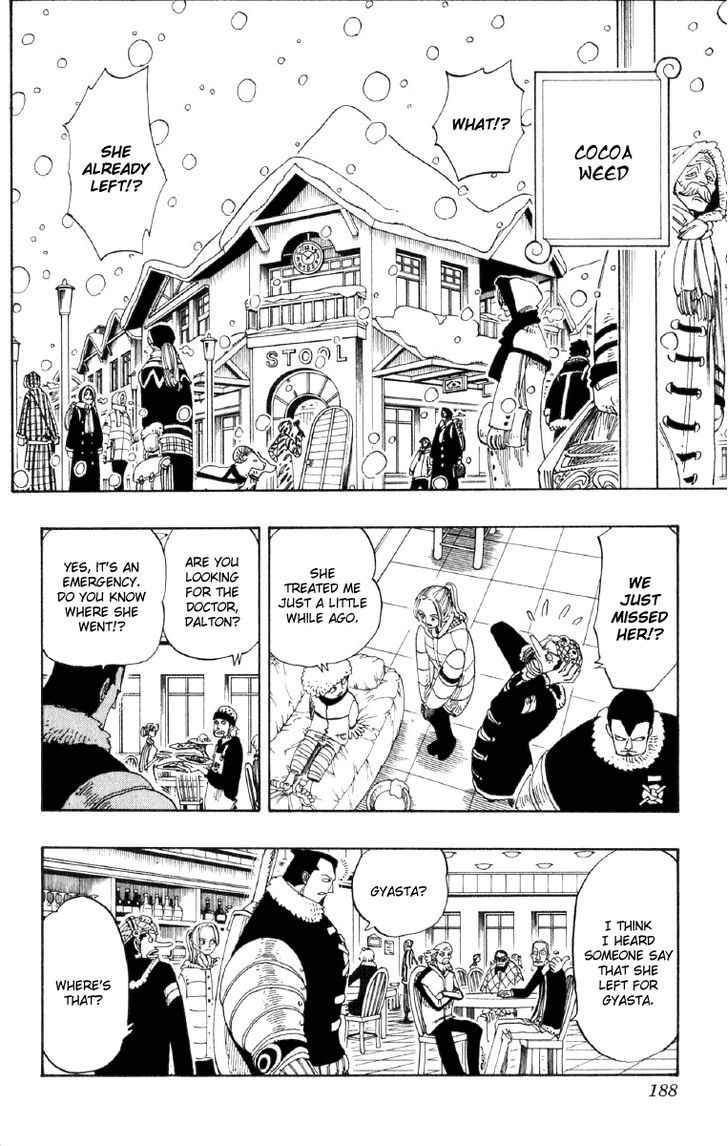 COCOA
WEED
WHAT!?
SHE
ALREADY
LEFT!?
STOOL
WE
JUST
MISSED
HER!?
SHE
TREATED ME
JUST A LITTLE
WHILE AGO.
ARE YOU
LOOKING
FOR THE
DOCTOR,
DALTON?
YES, IT'S AN
EMERGENCY.
DO YOU KNOW
WHERE SHE
WENT!?
I THINK
I HEARD
SOMEONE SAY
THAT SHE
LEFT FOR
GYASTA.
GYASTA?
WHERE'S
THAT?
188